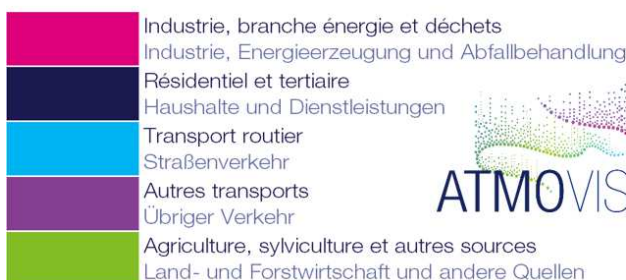 Industrie, branche énergie et déchets
Industrie, Energieerzeugung und Abfallbehandlung
Résidentiel et tertiaire
Haushalte und Dienstleistungen
Transport routier
Straßenverkehr
Autres transports
Übriger Verkehr
ATMOVIS
Agriculture, sylviculture et autres sources
Land- und Forstwirtschaft und andere Quellen